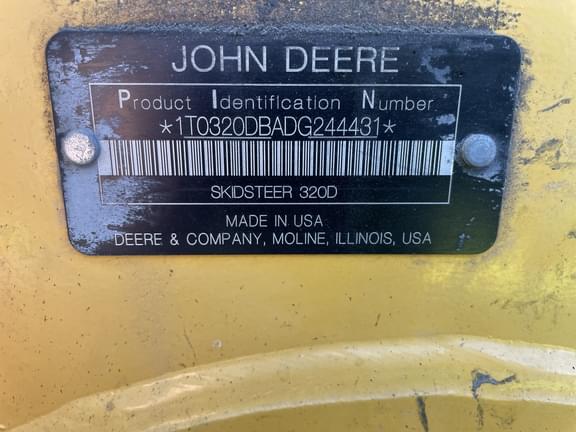 JOHN DEERE
Product Identification Number
*1T0320DBADG244431*
SKIDSTEER 320D
MADE IN USA
DEERE & COMPANY, MOLINE, ILLINOIS, USA